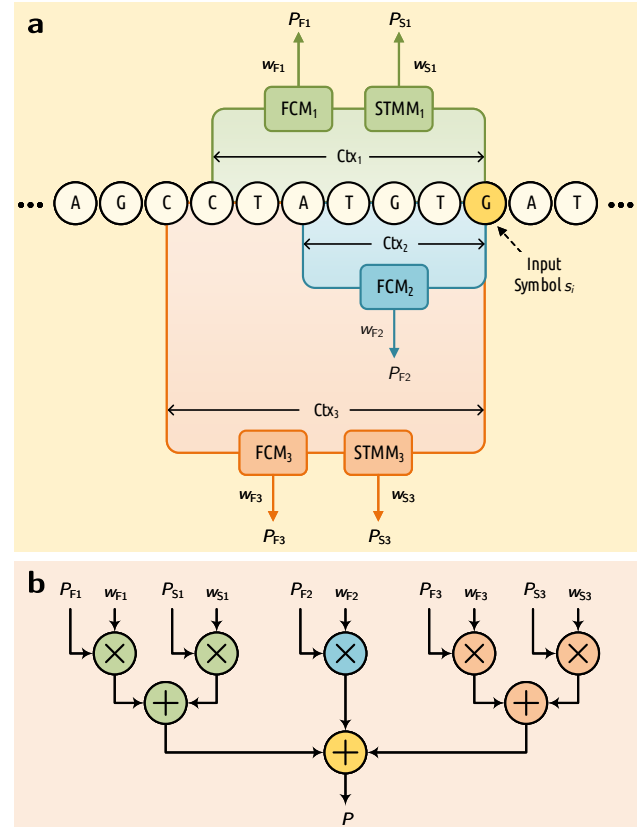 a
P_F1 P_S1
w_F1 w_S1
FCM₁ STMM₁
Ctx₁
... A G C C T A T G T G A T ...
Ctx₂
Input
Symbol s_i
FCM₂
w_F2
P_F2
Ctx₃
FCM₃ STMM₃
w_F3 w_S3
P_F3 P_S3
b
P_F1 w_F1 P_S1 w_S1 P_F2 w_F2 P_F3 w_F3 P_S3 w_S3
× × × × ×
+ +
+
P